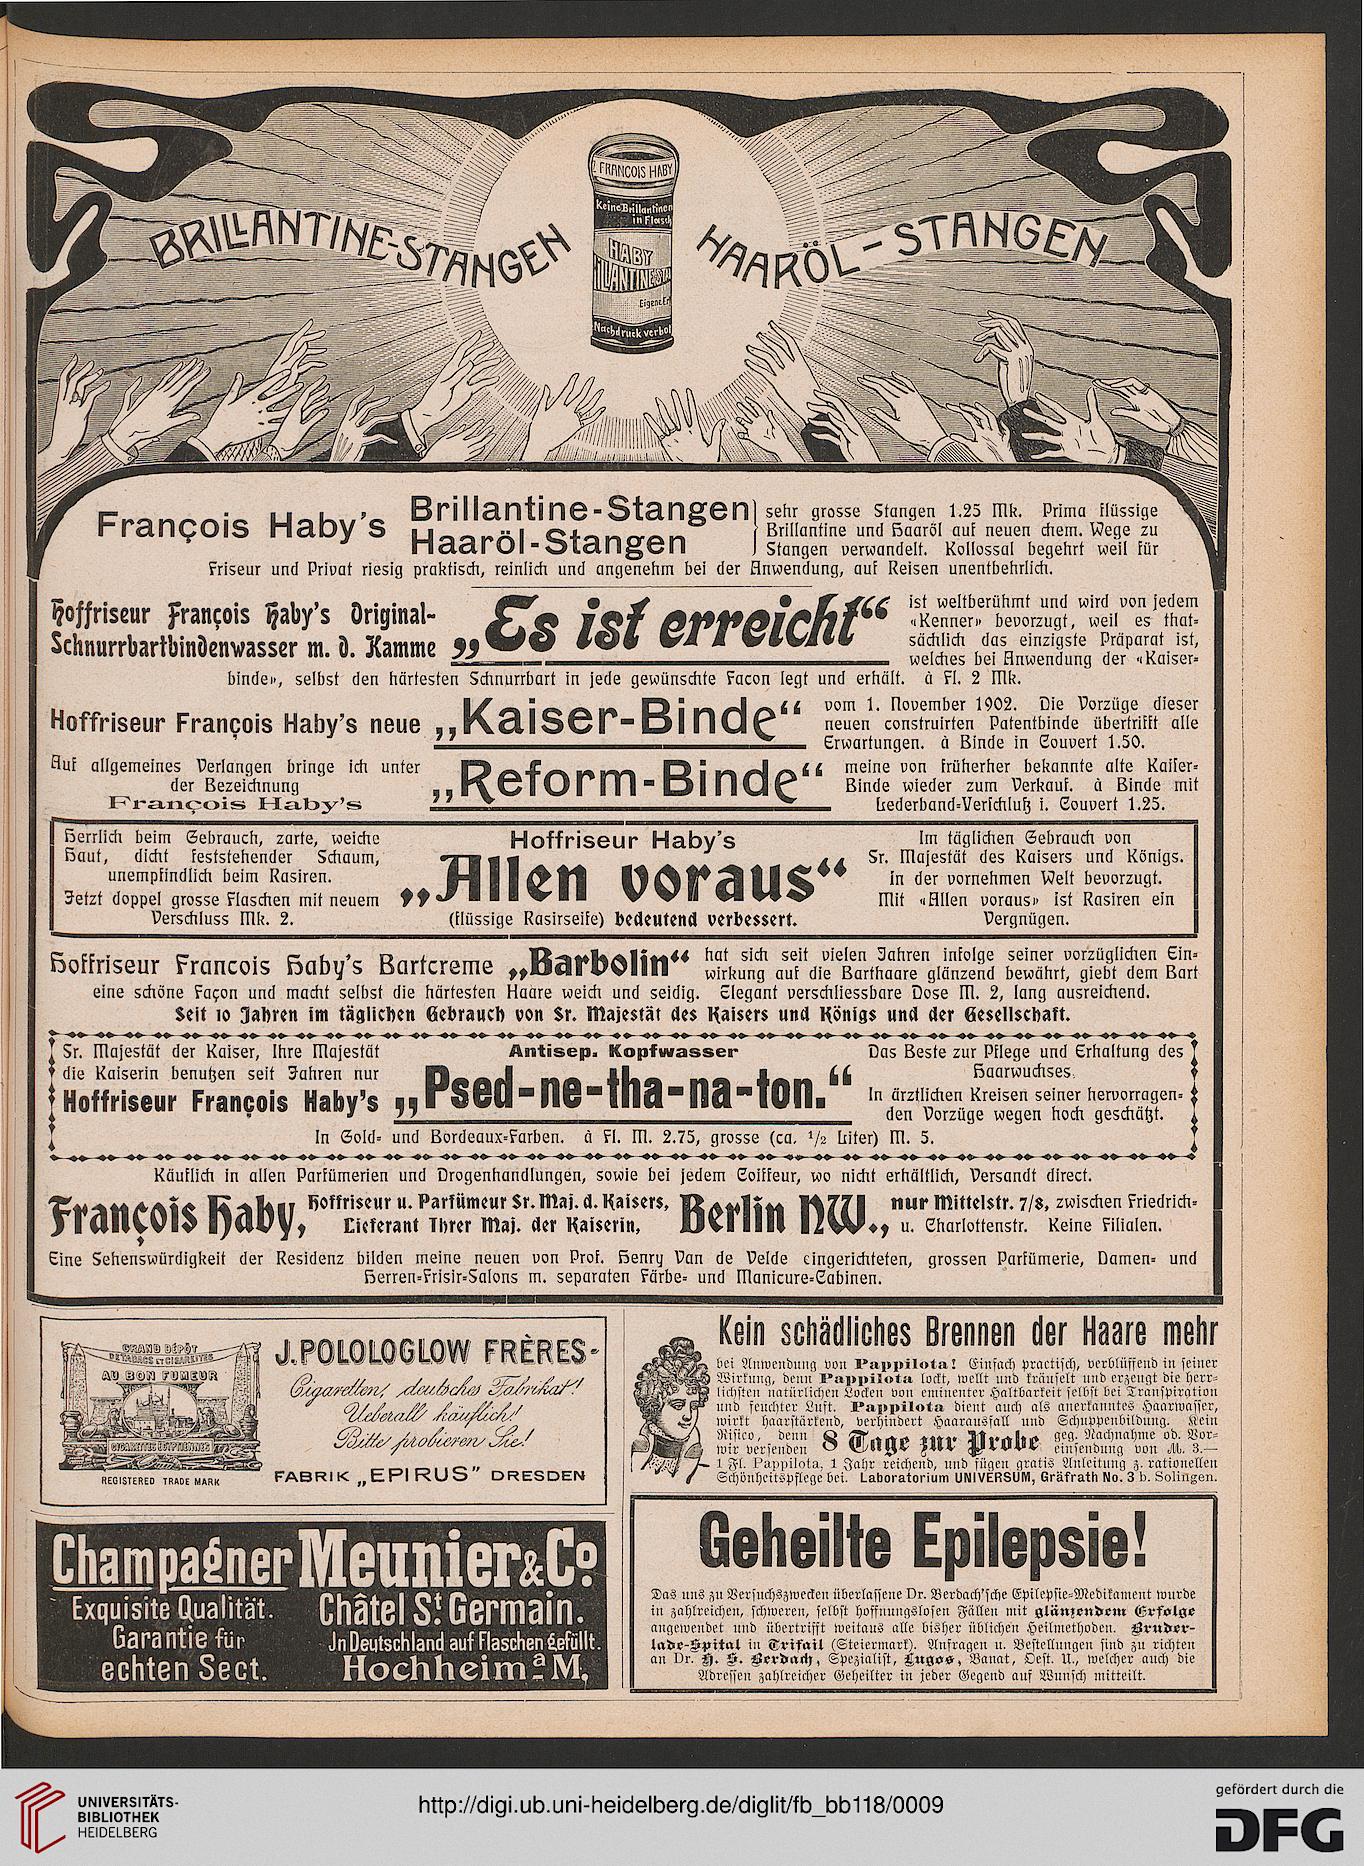 BRILLANTINE-STANGEN
HAARÖL-STANGEN
FRANCOIS HABY
Keine Brillantinen
in Flasch
HABY
Eigene
Nachdruck verbot
François Haby's
Brillantine-Stangen
Haaröl-Stangen
sehr grosse Stangen 1.25 Mk. Prima flüssige
Brillantine und Haaröl auf neuen chem. Wege zu
Stangen verwandelt. Kollossal begehrt weil für
Friseur und Privat riesig praktisch, reinlich und angenehm bei der Anwendung, auf Reisen unentbehrlich.
Hoffriseur François Haby's Original-
Schnurrbartbindenwasser m. d. Kamme
„Es ist erreicht“
ist weltberühmt und wird von jedem
«Kenner» bevorzugt, weil es that-
sächlich das einzigste Präparat ist,
welches bei Anwendung der «Kaiser-
binde», selbst den härtesten Schnurrbart in jede gewünschte Facon legt und erhält. à Fl. 2 Mk.
Hoffriseur François Haby's neue „Kaiser-Binde“
vom 1. November 1902. Die Vorzüge dieser
neuen construirten Patentbinde übertrifft alle
Erwartungen. à Binde in Couvert 1.50.
Auf allgemeines Verlangen bringe ich unter
der Bezeichnung
François Haby's
„Reform-Binde“
meine von früherher bekannte alte Kaiser-
Binde wieder zum Verkauf. à Binde mit
Lederband-Verschluß i. Couvert 1.25.
Herrlich beim Gebrauch, zarte, weiche
Haut, dicht feststehender Schaum,
unempfindlich beim Rasiren.
Jetzt doppel grosse Flaschen mit neuem
Verschluss Mk. 2.
Hoffriseur Haby's
„Allen voraus“
(flüssige Rasirseife) bedeutend verbessert.
Im täglichen Gebrauch von
Sr. Majestät des Kaisers und Königs.
In der vornehmen Welt bevorzugt.
Mit «Allen voraus» ist Rasiren ein
Vergnügen.
Hoffriseur Francois Haby's Bartcreme „Barbolin“
hat sich seit vielen Jahren infolge seiner vorzüglichen Ein-
wirkung auf die Barthaare glänzend bewährt, giebt dem Bart
eine schöne Façon und macht selbst die härtesten Haare weich und seidig. Elegant verschliessbare Dose M. 2, lang ausreichend.
Seit 10 Jahren im täglichen Gebrauch von Sr. Majestät des Kaisers und Königs und der Gesellschaft.
Sr. Majestät der Kaiser, Ihre Majestät
die Kaiserin benutzen seit Jahren nur
Hoffriseur François Haby's
Antisep. Kopfwasser
„Psed-ne-tha-na-ton.“
Das Beste zur Pflege und Erhaltung des
Haarwuchses.
In ärztlichen Kreisen seiner hervorragen-
den Vorzüge wegen hoch geschätzt.
In Gold- und Bordeaux-Farben. à Fl. M. 2.75, grosse (ca. 1/2 Liter) M. 5.
Käuflich in allen Parfümerien und Drogenhandlungen, sowie bei jedem Coiffeur, wo nicht erhältlich, Versandt direct.
François Haby,
Hoffriseur u. Parfümeur Sr. Maj. d. Kaisers,
Lieferant Ihrer Maj. der Kaiserin,
Berlin NW.,
nur Mittelstr. 7/8, zwischen Friedrich-
u. Charlottenstr. Keine Filialen.
Eine Sehenswürdigkeit der Residenz bilden meine neuen von Prof. Henry Van de Velde eingerichteten, grossen Parfümerie, Damen- und
Herren-Frisir-Salons m. separaten Färbe- und Manicure-Cabinen.
GRAND DÉPÔT
DE TABACS ET CIGARETTES
AU BON FUMEUR
CIGARETTES EGYPTIENNES
REGISTERED TRADE MARK
J. POLOLOGLOW FRÈRES-
Cigaretten, deutsches Fabrikat!
Ueberall käuflich!
Bitte probieren Sie!
FABRIK „EPIRUS“ DRESDEN
Kein schädliches Brennen der Haare mehr
bei Anwendung von Pappilota! Einfach practisch, verblüffend in seiner
Wirkung, denn Pappilota lockt, wellt und kräuselt und erzeugt die herr-
lichsten natürlichen Locken von eminenter Haltbarkeit selbst bei Transpiration
und feuchter Luft. Pappilota dient auch als anerkanntes Haarwasser,
wirkt haarstärkend, verhindert Haarausfall und Schuppenbildung. Kein
Risico, denn
wir versenden
8 Tage zur Probe
geg. Nachnahme od. Vor-
einsendung von M. 3.—
1 Fl. Pappilota, 1 Jahr reichend, und fügen gratis Anleitung z. rationellen
Schönheitspflege bei. Laboratorium UNIVERSUM, Gräfrath No. 3 b. Solingen.
Champagner Meunier & Co
Exquisite Qualität.
Garantie für
echten Sect.
Châtel St Germain.
In Deutschland auf Flaschen gefüllt.
Hochheim a M.
Geheilte Epilepsie!
Das uns zu Versuchszwecken überlassene Dr. Berdach'sche Epilepsie-Medikament wurde
in zahlreichen, schweren, selbst hoffnungslosen Fällen mit glänzendem Erfolge
angewendet und übertrifft weitaus alle bisher üblichen Heilmethoden. Bruder-
lade-Spital in Trifail (Steiermark). Anfragen u. Bestellungen sind zu richten
an Dr. H. S. Berdach, Spezialist, Lugos, Banat, Oest. U., welcher auch die
Adressen zahlreicher Geheilter in jeder Gegend auf Wunsch mitteilt.
UNIVERSITÄTS-
BIBLIOTHEK
HEIDELBERG
http://digi.ub.uni-heidelberg.de/diglit/fb_bb118/0009
gefördert durch die
DFG